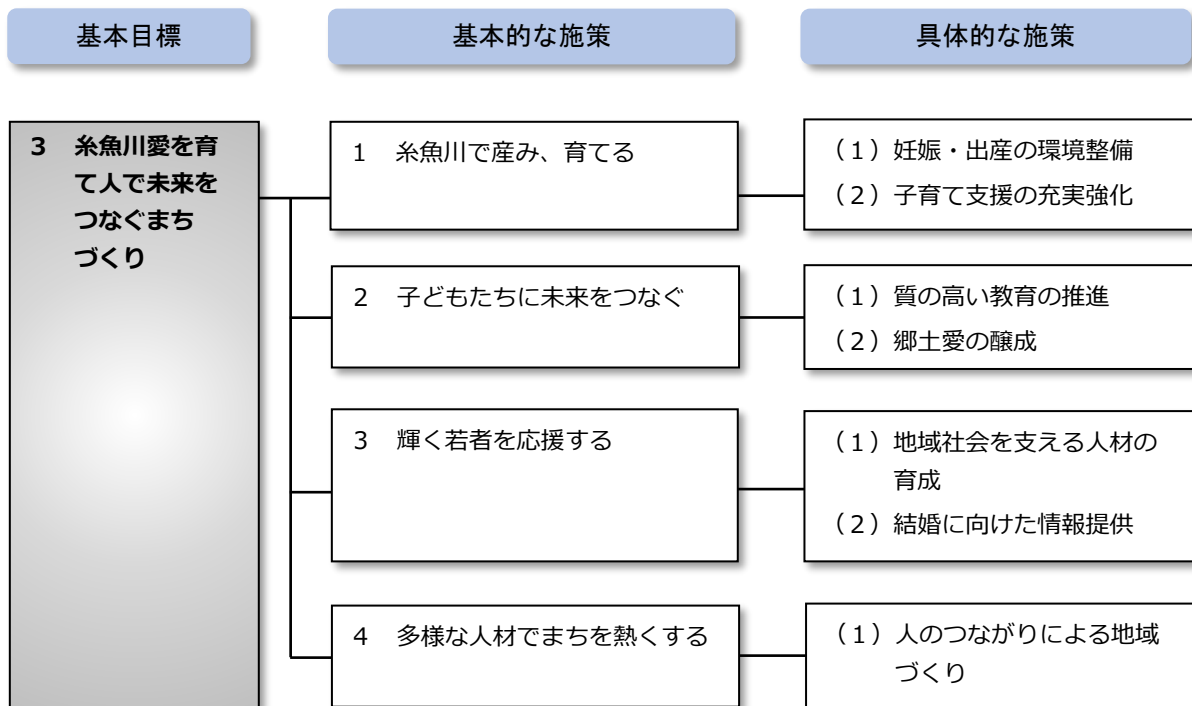 基本目標
基本的な施策
具体的な施策
3 糸魚川愛を育
て人で未来を
つなぐまち
づくり
1 糸魚川で産み、育てる
（1）妊娠・出産の環境整備
（2）子育て支援の充実強化
2 子どもたちに未来をつなぐ
（1）質の高い教育の推進
（2）郷土愛の醸成
3 輝く若者を応援する
（1）地域社会を支える人材の
育成
（2）結婚に向けた情報提供
4 多様な人材でまちを熱くする
（1）人のつながりによる地域
づくり